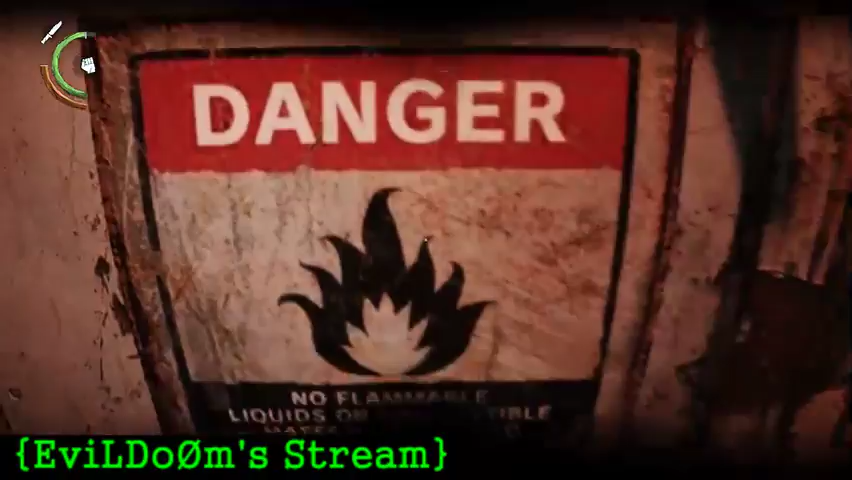 DANGER
NO FLAMMABLE
LIQUIDS OR
{EviLDoØm's Stream}